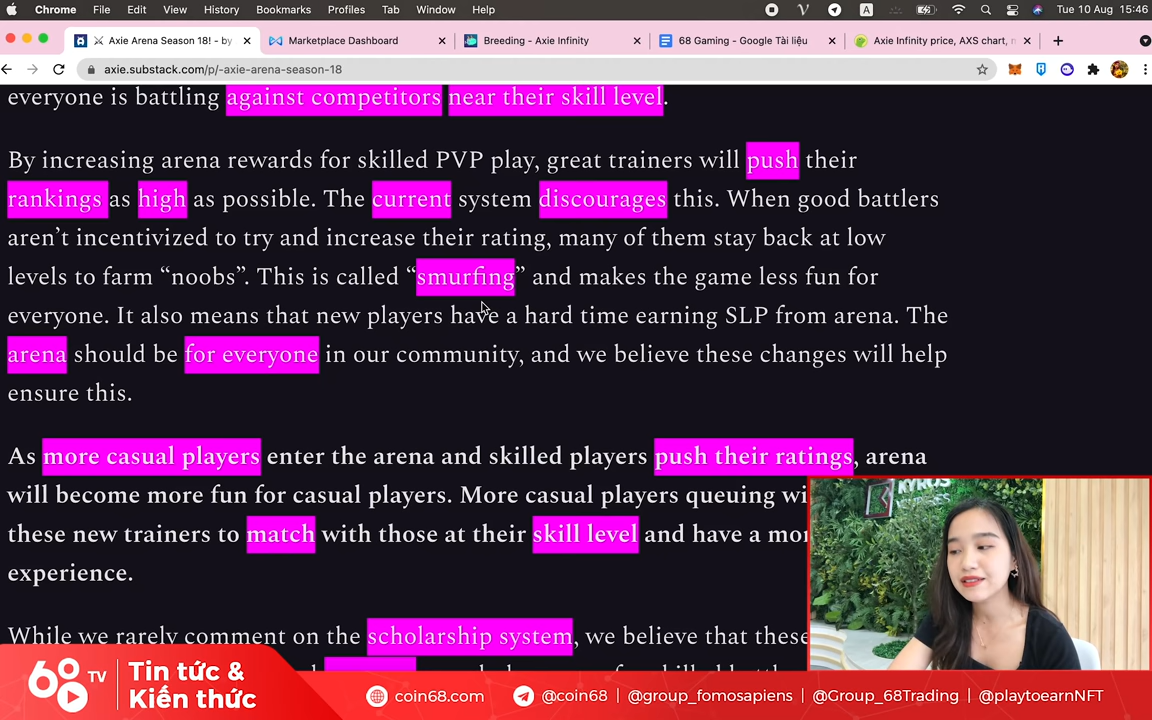 Chrome File Edit View History Bookmarks Profiles Tab Window Help A Tue 10 Aug 15:46
Axie Arena Season 18! - by Marketplace Dashboard Breeding - Axie Infinity 68 Gaming - Google Tài liệu Axie Infinity price, AXS chart,
axie.substack.com/p/-axie-arena-season-18
everyone is battling against competitors near their skill level.
By increasing arena rewards for skilled PVP play, great trainers will push their
rankings as high as possible. The current system discourages this. When good battlers
aren’t incentivized to try and increase their rating, many of them stay back at low
levels to farm “noobs”. This is called “smurfing” and makes the game less fun for
everyone. It also means that new players have a hard time earning SLP from arena. The
arena should be for everyone in our community, and we believe these changes will help
ensure this.
As more casual players enter the arena and skilled players push their ratings, arena
will become more fun for casual players. More casual players queuing wi
these new trainers to match with those at their skill level and have a mor
experience.
While we rarely comment on the scholarship system, we believe that these
KYROS
68 TV
Tin tức &
Kiến thức
coin68.com @coin68 | @group_fomosapiens | @Group_68Trading | @playtoearnNFT